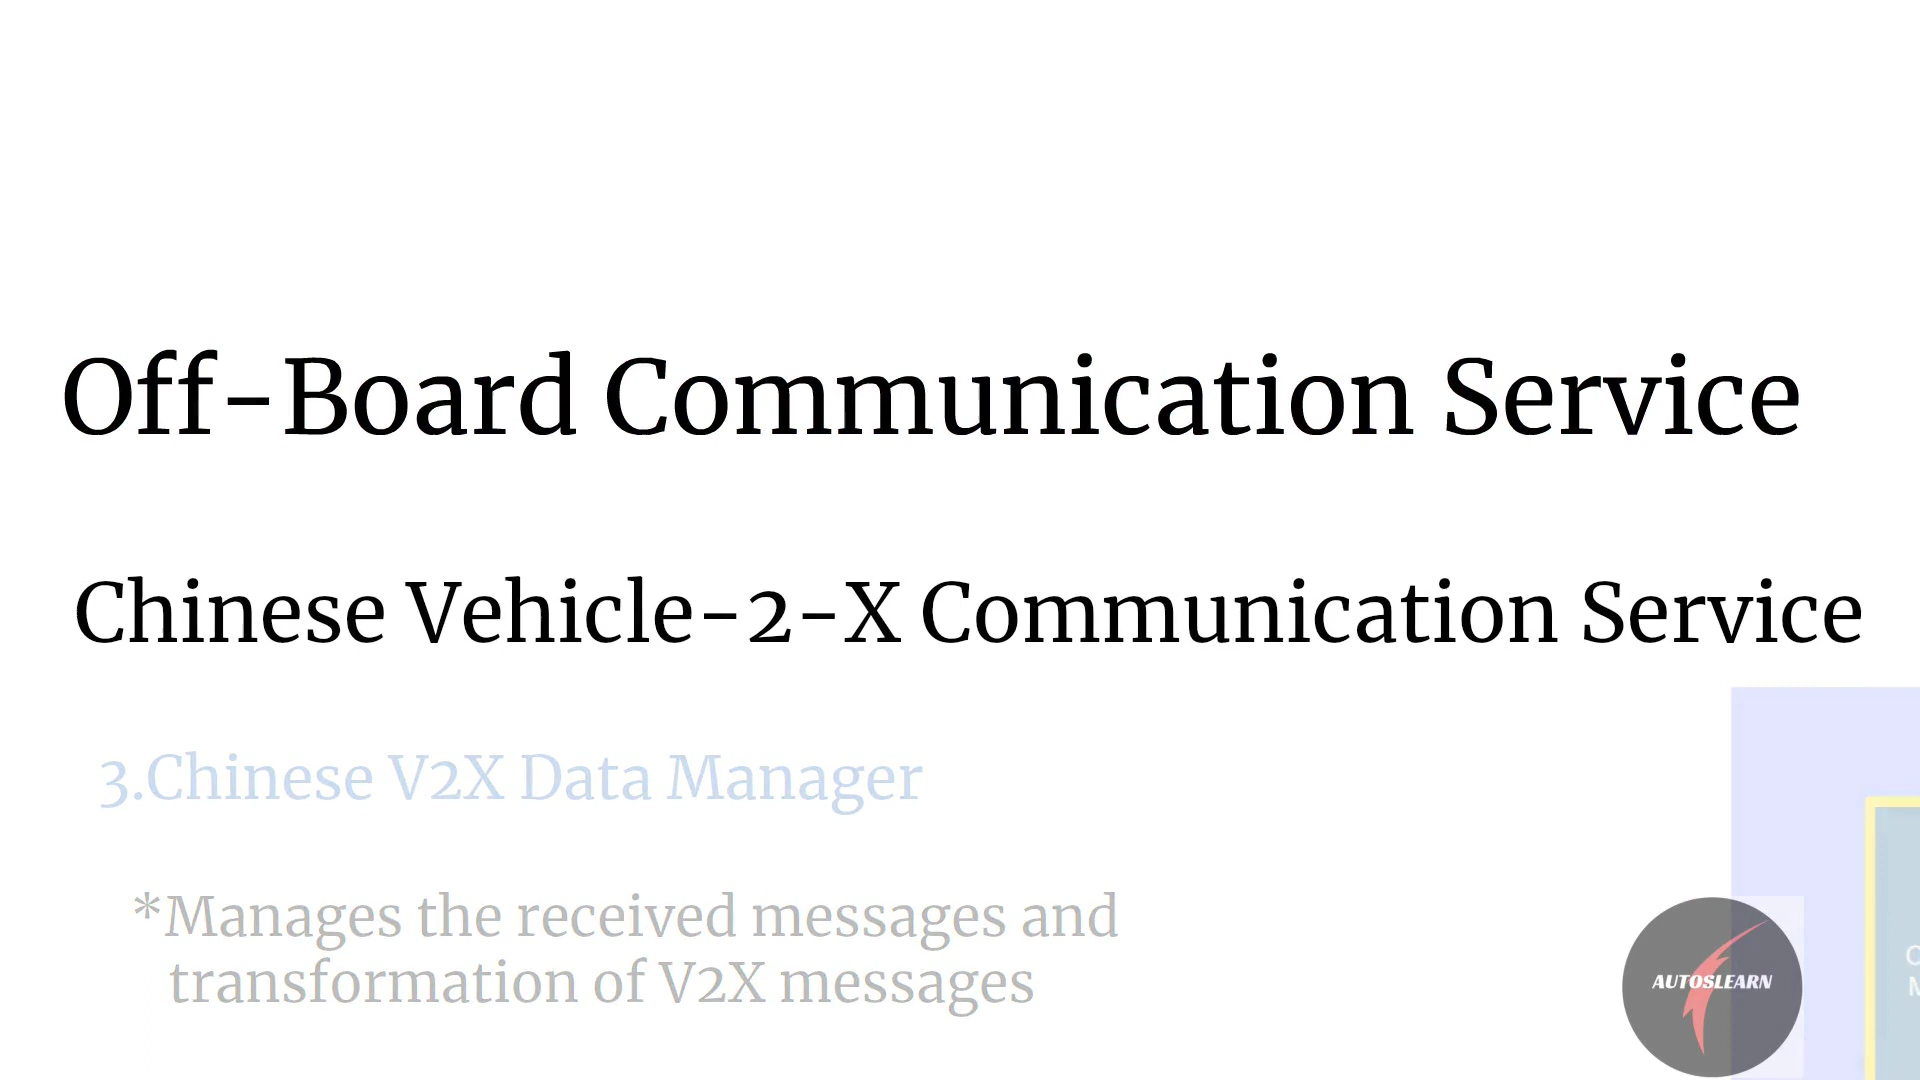 Off-Board Communication Service
Chinese Vehicle-2-X Communication Service
3.Chinese V2X Data Manager
*Manages the received messages and
transformation of V2X messages
AUTOSLEARN